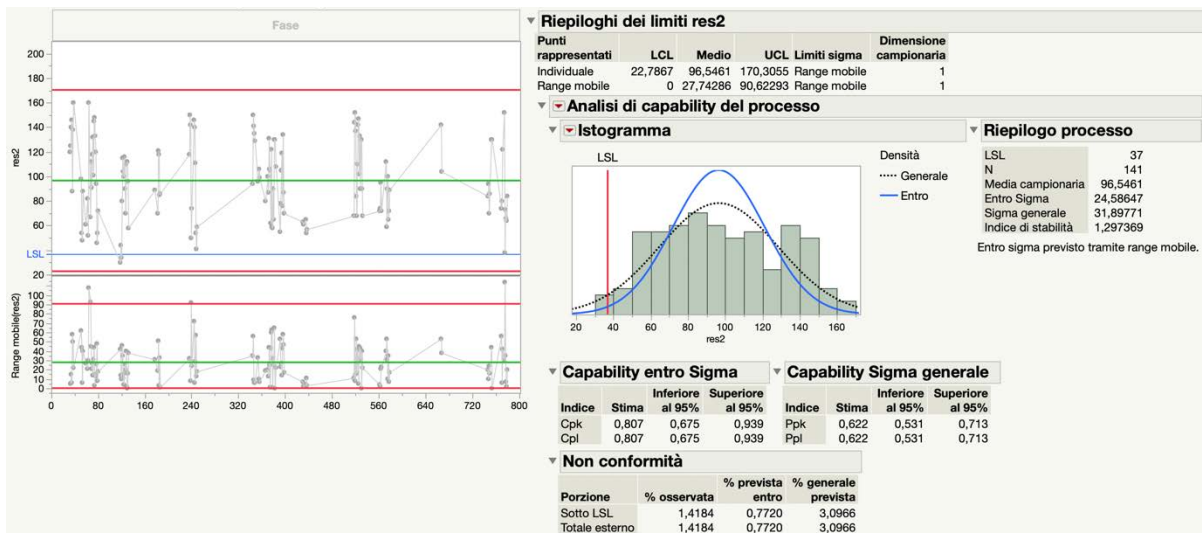 Fase
200
180
160
140
120
100
80
60
LSL
20
res2
100
90
80
70
60
50
40
30
20
10
0
Range mobile(res2)
0 80 160 240 320 400 480 560 640 720 800
Riepiloghi dei limiti res2
Punti rappresentati LCL Medio UCL Limiti sigma Dimensione campionaria
Individuale 22,7867 96,5461 170,3055 Range mobile 1
Range mobile 0 27,74286 90,62293 Range mobile 1
Analisi di capability del processo
Istogramma
LSL
20 40 60 80 100 120 140 160
res2
Densità
Generale
Entro
Riepilogo processo
LSL 37
N 141
Media campionaria 96,5461
Entro Sigma 24,58647
Sigma generale 31,89771
Indice di stabilità 1,297369
Entro sigma previsto tramite range mobile.
Capability entro Sigma
Indice Stima Inferiore al 95% Superiore al 95%
Cpk 0,807 0,675 0,939
Cpl 0,807 0,675 0,939
Capability Sigma generale
Indice Stima Inferiore al 95% Superiore al 95%
Ppk 0,622 0,531 0,713
Ppl 0,622 0,531 0,713
Non conformità
Porzione % osservata % prevista entro % generale prevista
Sotto LSL 1,4184 0,7720 3,0966
Totale esterno 1,4184 0,7720 3,0966